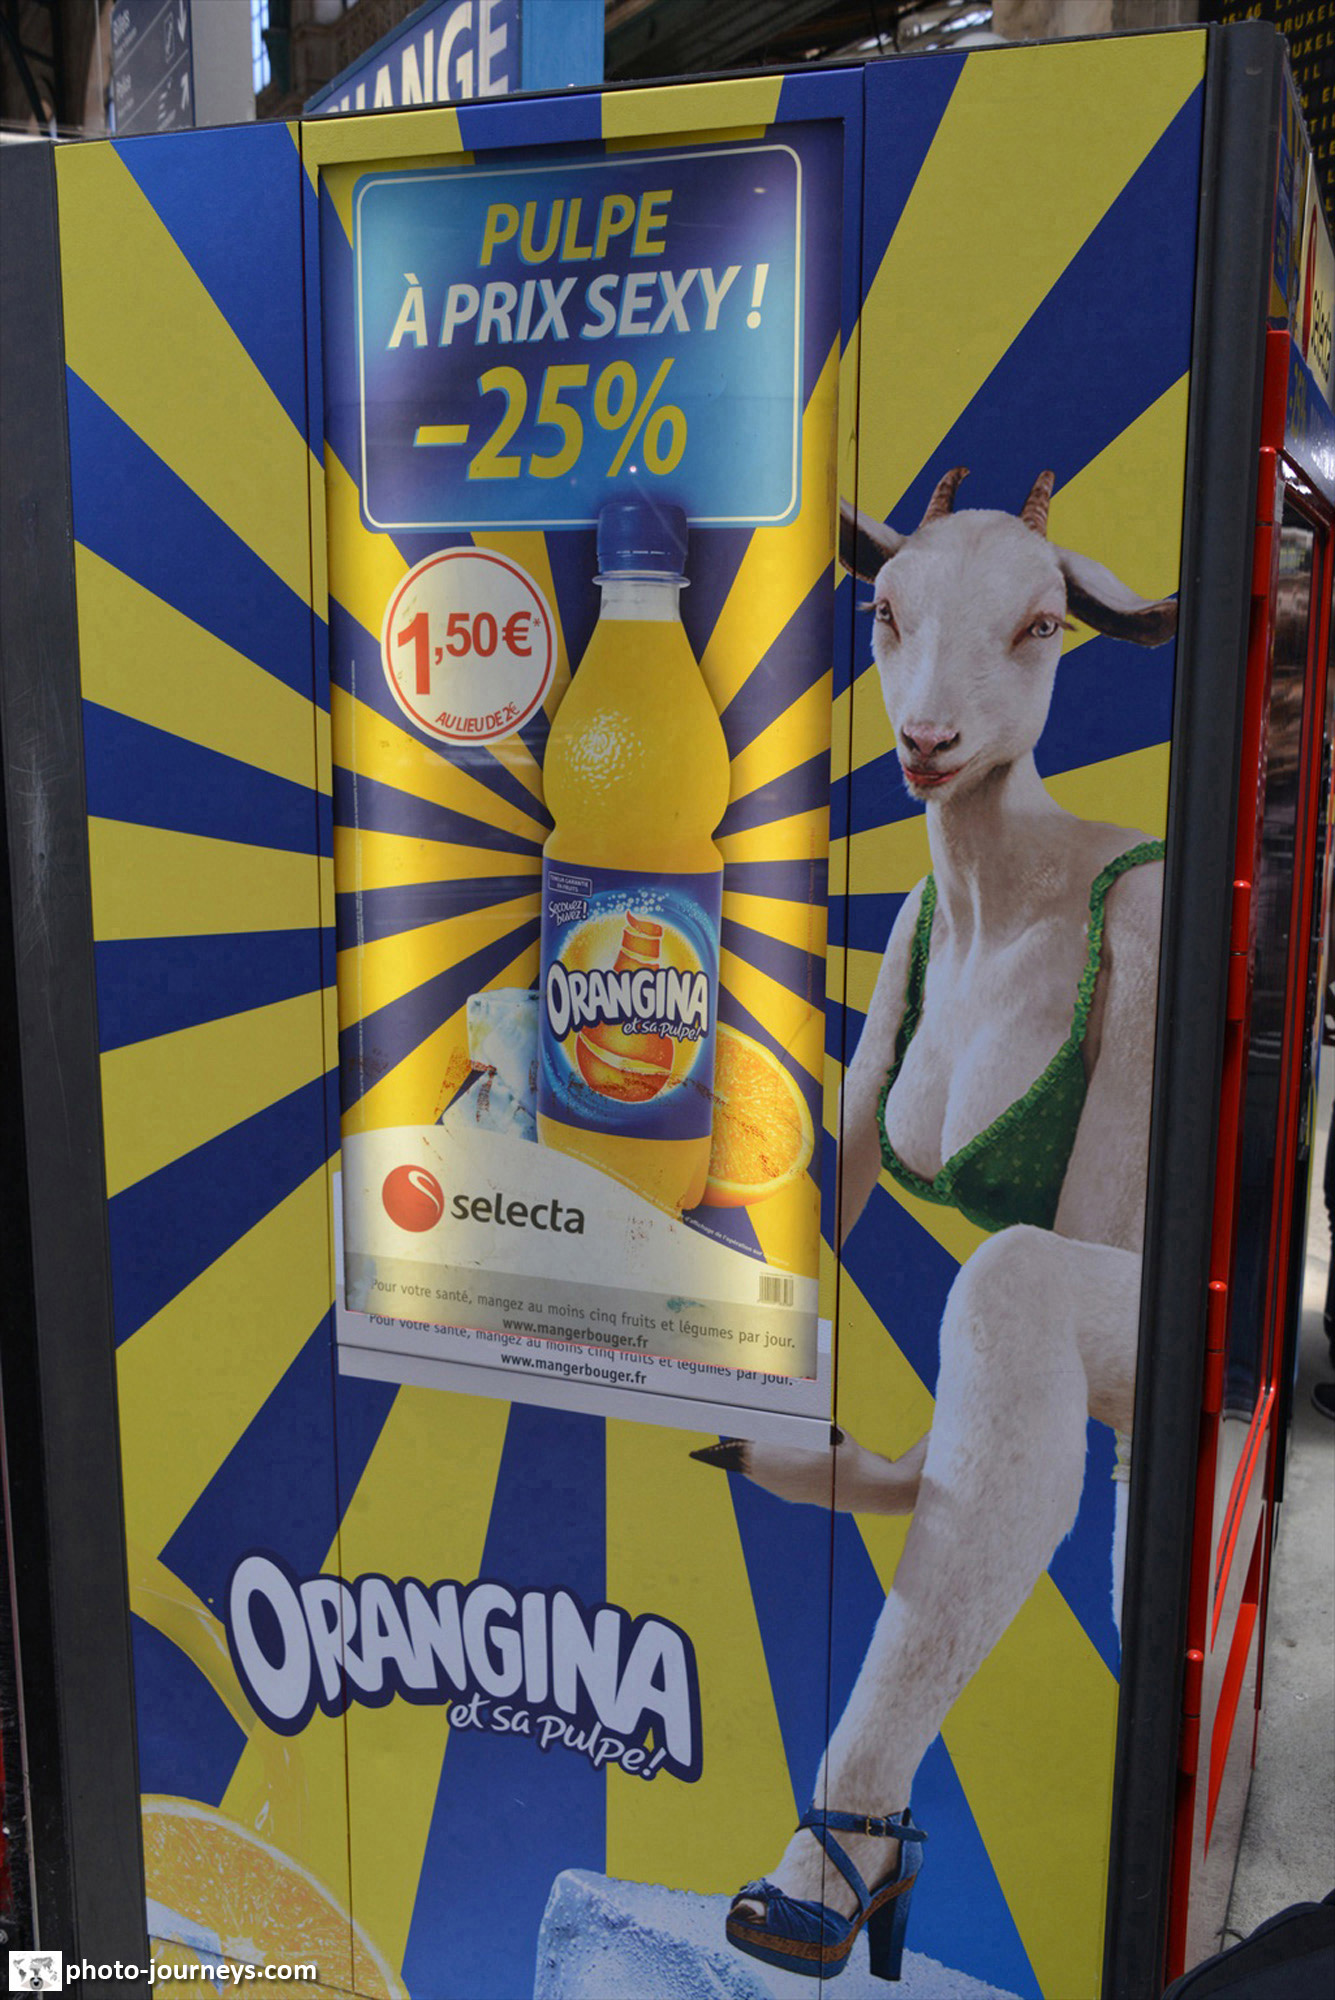 CHANGE
PULPE
À PRIX SEXY !
-25%
1,50€*
AU LIEU DE 2€
Secouez
buvez!
ORANGINA
et sa pulpe!
selecta
Pour votre santé, mangez au moins cinq fruits et légumes par jour.
www.mangerbouger.fr
Pour votre santé, mangez au moins cinq fruits et légumes par jour.
www.mangerbouger.fr
ORANGINA
et sa pulpe!
photo-journeys.com